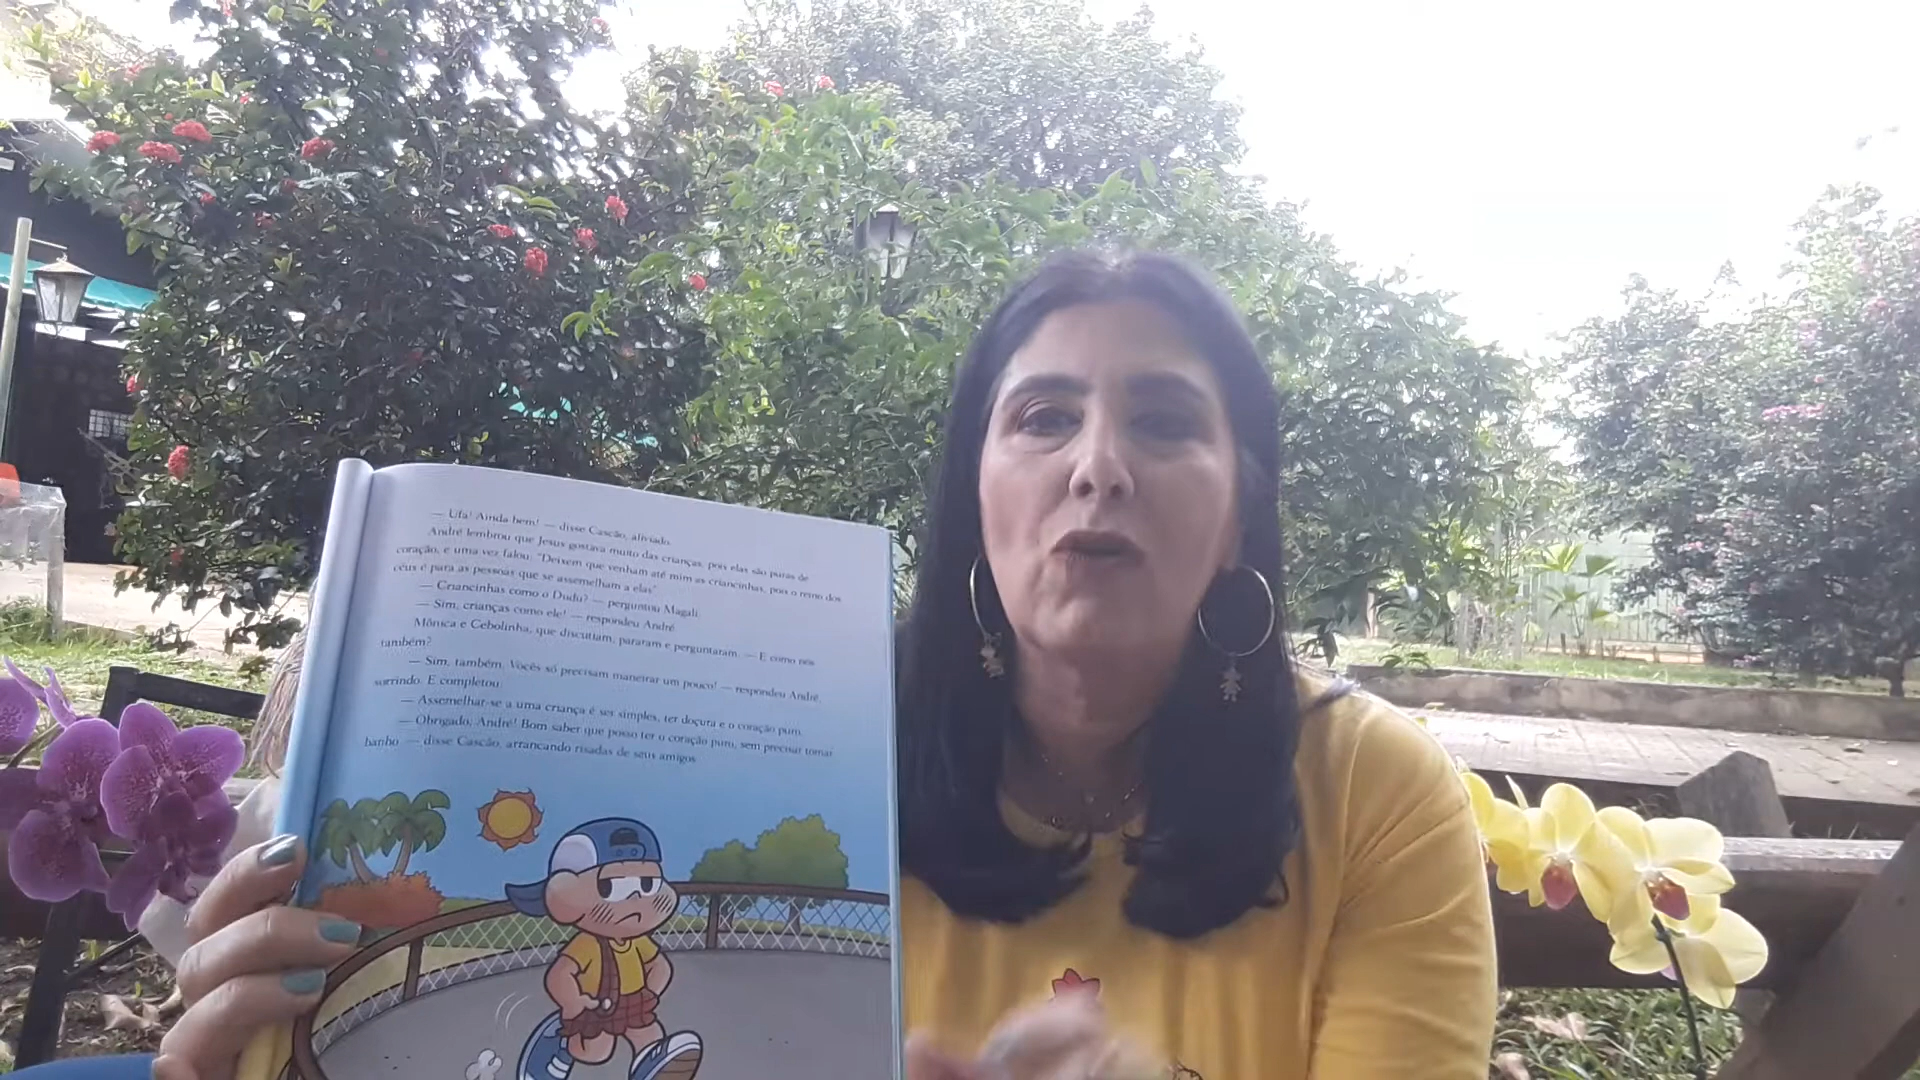 — Ufa! Ainda bem! — disse Cascão, aliviado.
André lembrou que Jesus gostava muito das crianças, pois elas são puras de
coração, e uma vez falou: "Deixem que venham até mim as criancinhas, pois o reino dos
céus é para as pessoas que se assemelham a elas".
— Criancinhas como o Dudu? — perguntou Magali.
— Sim, crianças como ele! — respondeu André.
Mônica e Cebolinha, que discutiam, pararam e perguntaram: — E como nós
também?
— Sim, também. Vocês só precisam maneirar um pouco! — respondeu André,
sorrindo. E completou:
— Assemelhar-se a uma criança é ser simples, ter doçura e o coração puro.
— Obrigado, André! Bom saber que posso ter o coração puro, sem precisar tomar
banho — disse Cascão, arrancando risadas de seus amigos.